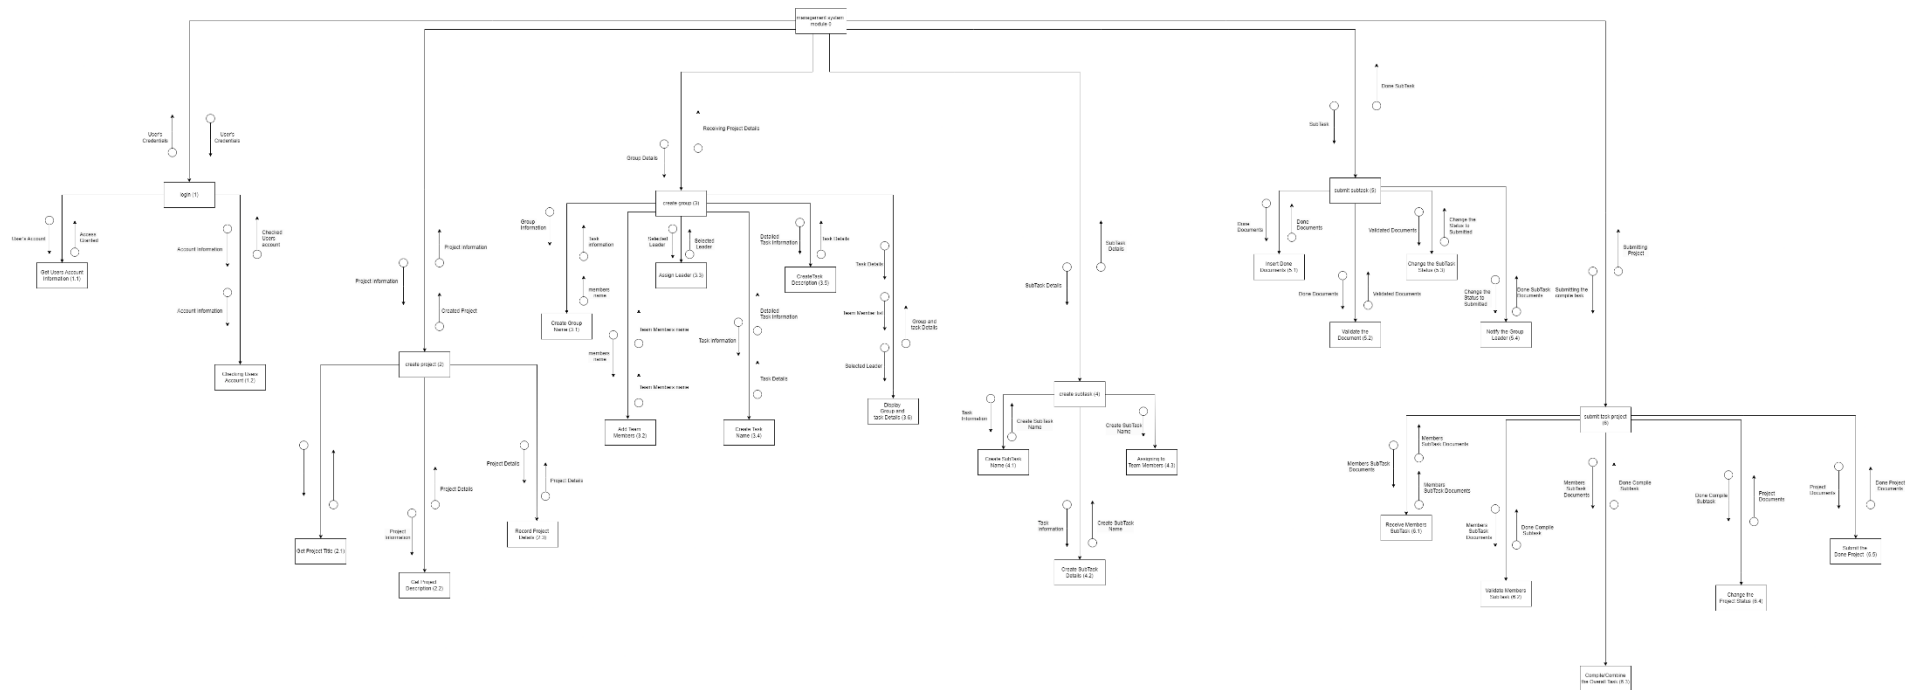 management system
module 0
User's
Credentials
User's
Credentials
login (1)
User's Account
Access
Granted
Account Information
Checked
Users
account
Get Users Account
Information (1.1)
Account Information
Checking Users
Account (1.2)
Project Information
Project Information
Created Project
create project (2)
Project Details
Project Details
Project Details
Project
Information
Get Project Title (2.1)
Record Project
Details (2.3)
Get Project
Description (2.2)
Receiving Project Details
Group Details
create group (3)
Group
Information
Task
Information
Selected
Leader
Selected
Leader
Detailed
Task Information
Task Details
Assign Leader (3.3)
CreateTask
Description (3.5)
Task Details
members
name
Create Group
Name (3.1)
members
name
Team Members name
Team Members name
Task Information
Detailed
Task Information
Task Details
Team Member list
Group and
task Details
Selected Leader
Add Team
Members (3.2)
Create Task
Name (3.4)
Display
Group and
task Details (3.6)
SubTask
Details
SubTask Details
create subtask (4)
Task
Information
Create SubTask
Name
Create SubTask
Name
Create SubTask
Name (4.1)
Assigning to
Team Members (4.3)
Task
Information
Create SubTask
Name
Create SubTask
Details (4.2)
Done SubTask
SubTask
submit subtask (5)
Done
Documents
Done
Documents
Validated Documents
Change the
Status to
Submitted
Insert Done
Documents (5.1)
Change the SubTask
Status (5.3)
Done Documents
Validated Documents
Change the
Status to
Submitted
Done SubTask
Documents
Validate the
Document (5.2)
Notify the Group
Leader (5.4)
Submitting
Project
Submitting the
compile task
submit task project
(6)
Members SubTask
Documents
Members
SubTask Documents
Members
SubTask Documents
Members
SubTask
Documents
Done Compile
Subtask
Done Compile
Subtask
Project
Documents
Project
Documents
Done Project
Documents
Receive Members
SubTask (6.1)
Members
SubTask
Documents
Done Compile
Subtask
Submit the
Done Project (6.5)
Validate Members
SubTask (6.2)
Change the
Project Status (6.4)
Compile/Combine
the Overall Task (6.3)